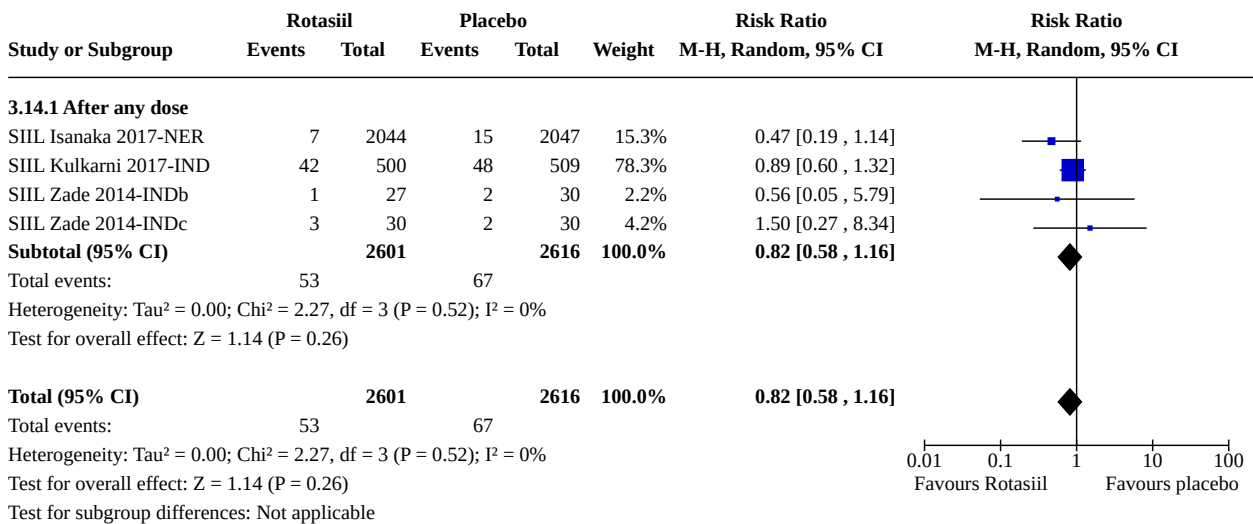 Rotasiil Placebo Risk Ratio Risk Ratio
Study or Subgroup Events Total Events Total Weight M-H, Random, 95% CI M-H, Random, 95% CI
3.14.1 After any dose
SIIL Isanaka 2017-NER 7 2044 15 2047 15.3% 0.47 [0.19 , 1.14]
SIIL Kulkarni 2017-IND 42 500 48 509 78.3% 0.89 [0.60 , 1.32]
SIIL Zade 2014-INDb 1 27 2 30 2.2% 0.56 [0.05 , 5.79]
SIIL Zade 2014-INDc 3 30 2 30 4.2% 1.50 [0.27 , 8.34]
Subtotal (95% CI) 2601 2616 100.0% 0.82 [0.58 , 1.16]
Total events: 53 67
Heterogeneity: Tau² = 0.00; Chi² = 2.27, df = 3 (P = 0.52); I² = 0%
Test for overall effect: Z = 1.14 (P = 0.26)
Total (95% CI) 2601 2616 100.0% 0.82 [0.58 , 1.16]
Total events: 53 67
Heterogeneity: Tau² = 0.00; Chi² = 2.27, df = 3 (P = 0.52); I² = 0%
0.01 0.1 1 10 100
Test for overall effect: Z = 1.14 (P = 0.26) Favours Rotasiil Favours placebo
Test for subgroup differences: Not applicable